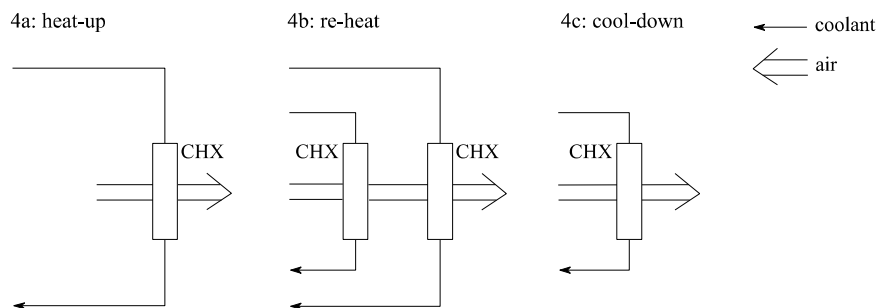 4a: heat-up
4b: re-heat
4c: cool-down
coolant
air
CHX
CHX
CHX
CHX